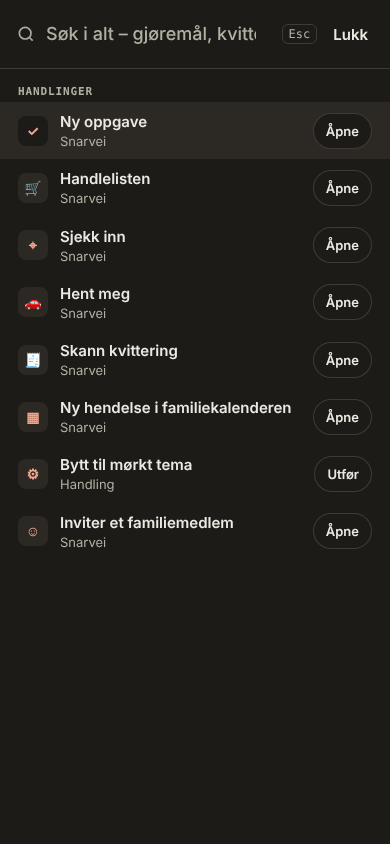 Søk i alt – gjøremål, kvitte
Esc
Lukk
HANDLINGER
Ny oppgave
Snarvei
Åpne
Handlelisten
Snarvei
Åpne
Sjekk inn
Snarvei
Åpne
Hent meg
Snarvei
Åpne
Skann kvittering
Snarvei
Åpne
Ny hendelse i familiekalenderen
Snarvei
Åpne
Bytt til mørkt tema
Handling
Utfør
Inviter et familiemedlem
Snarvei
Åpne